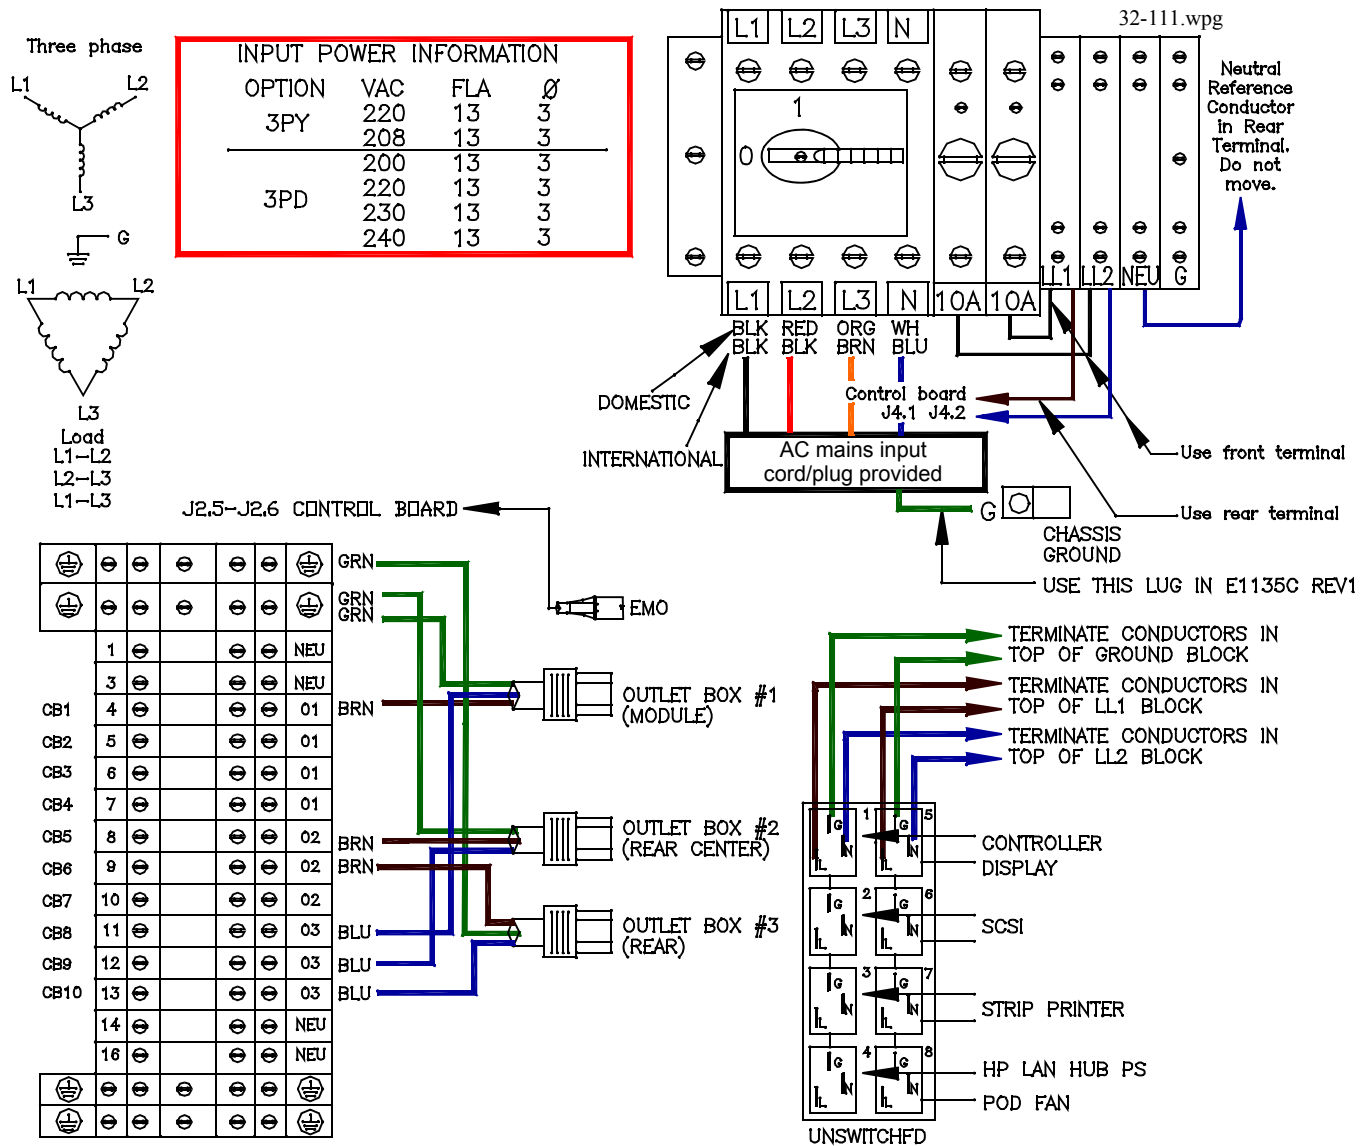 32-111.wpg
Three phase
L1
L2
L3
G
L1
L2
L3
Load
L1-L2
L2-L3
L1-L3
INPUT POWER INFORMATION
OPTION VAC FLA Ø
3PY 220 13 3
208 13 3
3PD 200 13 3
220 13 3
230 13 3
240 13 3
L1 L2 L3 N
1
0
L1 L2 L3 N 10A 10A LL1 LL2 NEU G
BLK RED ORG WH
BLK BLK BRN BLU
Neutral
Reference
Conductor
in Rear
Terminal.
Do not
move.
DOMESTIC
INTERNATIONAL
Control board
J4.1 J4.2
AC mains input
cord/plug provided
Use front terminal
Use rear terminal
G
CHASSIS
GROUND
USE THIS LUG IN E1135C REV1
J2.5-J2.6 CONTROL BOARD
EMO
GRN
GRN
GRN
1 NEU
3 NEU
CB1 4 01 BRN
CB2 5 01
CB3 6 01
CB4 7 01
CB5 8 02 BRN
CB6 9 02 BRN
CB7 10 02
CB8 11 03 BLU
CB9 12 03 BLU
CB10 13 03 BLU
14 NEU
16 NEU
OUTLET BOX #1
(MODULE)
OUTLET BOX #2
(REAR CENTER)
OUTLET BOX #3
(REAR)
TERMINATE CONDUCTORS IN
TOP OF GROUND BLOCK
TERMINATE CONDUCTORS IN
TOP OF LL1 BLOCK
TERMINATE CONDUCTORS IN
TOP OF LL2 BLOCK
1 G N L
5 G N L
CONTROLLER
DISPLAY
2 G N L
6 G N L
SCSI
3 G N L
7 G N L
STRIP PRINTER
4 G N L
8 G N L
HP LAN HUB PS
POD FAN
UNSWITCHFD